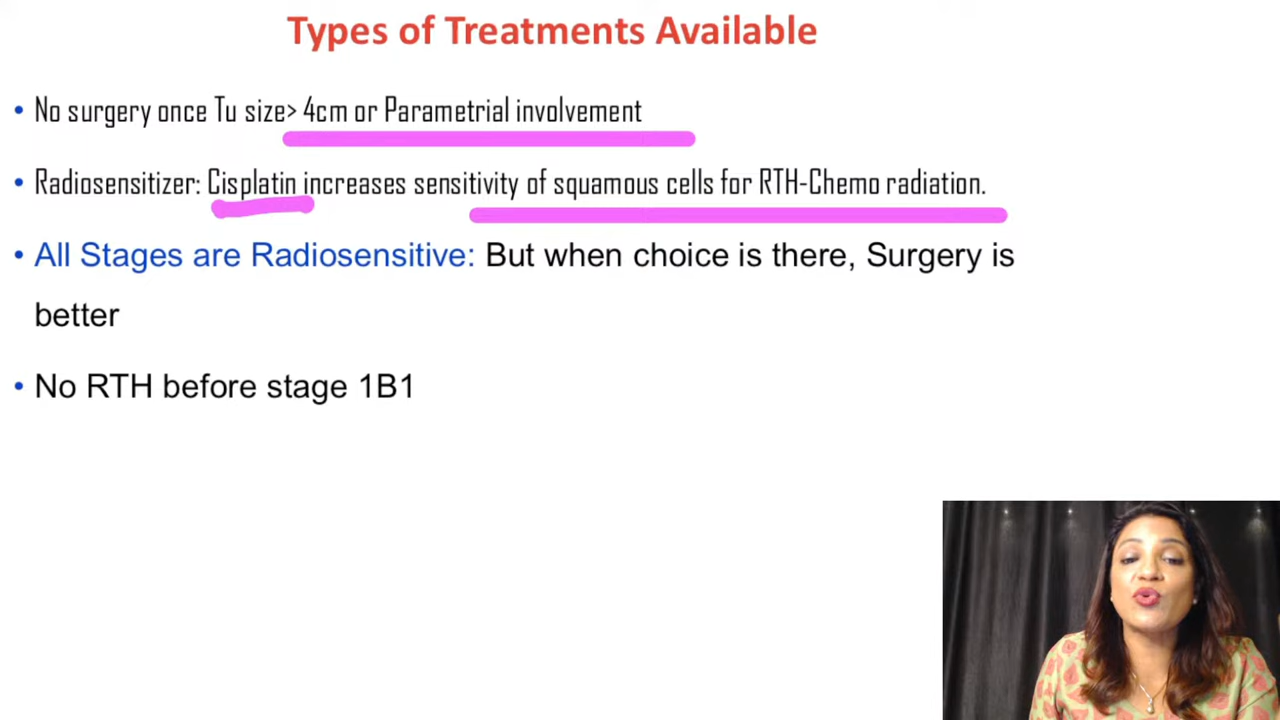 Types of Treatments Available
• No surgery once Tu size> 4cm or Parametrial involvement
• Radiosensitizer: Cisplatin increases sensitivity of squamous cells for RTH-Chemo radiation.
• All Stages are Radiosensitive: But when choice is there, Surgery is
better
• No RTH before stage 1B1